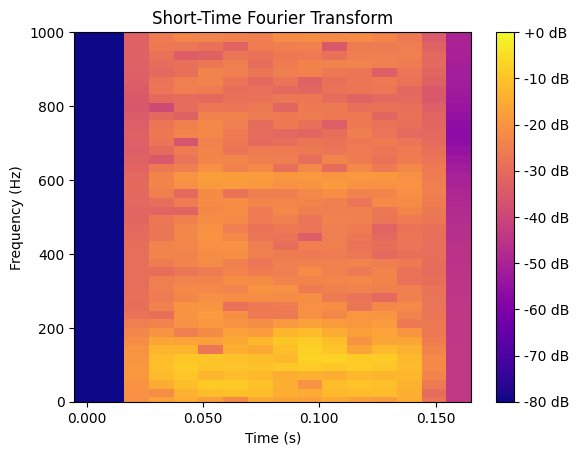 Short-Time Fourier Transform
1000
800
600
400
200
0
Frequency (Hz)
0.000
0.050
0.100
0.150
Time (s)
+0 dB
-10 dB
-20 dB
-30 dB
-40 dB
-50 dB
-60 dB
-70 dB
-80 dB